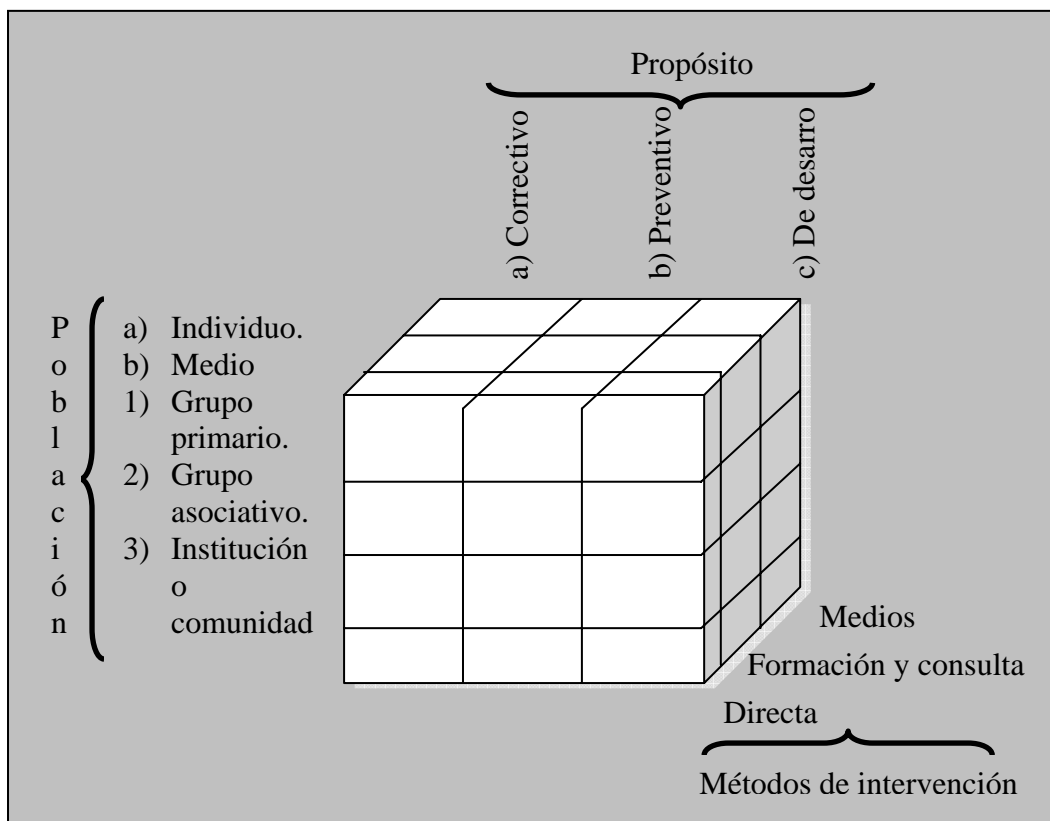 Propósito
a) Correctivo
b) Preventivo
c) De desarro
Población
a) Individuo.
b) Medio
1) Grupo
primario.
2) Grupo
asociativo.
3) Institución
o
comunidad
Medios
Formación y consulta
Directa
Métodos de intervención